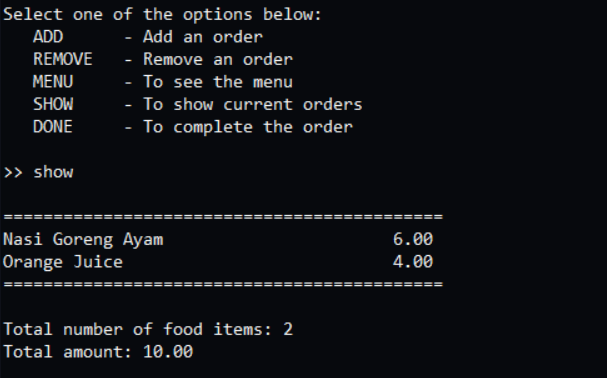 Select one of the options below:
ADD - Add an order
REMOVE - Remove an order
MENU - To see the menu
SHOW - To show current orders
DONE - To complete the order
>> show
============================================
Nasi Goreng Ayam 6.00
Orange Juice 4.00
============================================
Total number of food items: 2
Total amount: 10.00